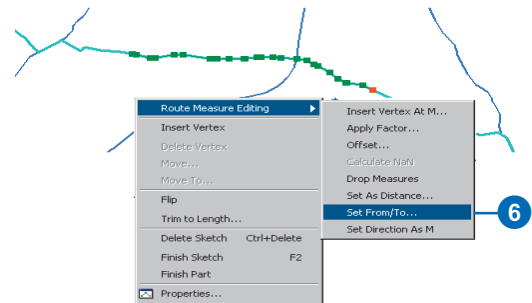 Route Measure Editing
Insert Vertex
Delete Vertex
Move...
Move To...
Flip
Trim to Length...
Delete Sketch Ctrl+Delete
Finish Sketch F2
Finish Part
Properties...
Insert Vertex At M...
Apply Factor...
Offset...
Calculate NaN
Drop Measures
Set As Distance...
Set From/To...
Set Direction As M
6